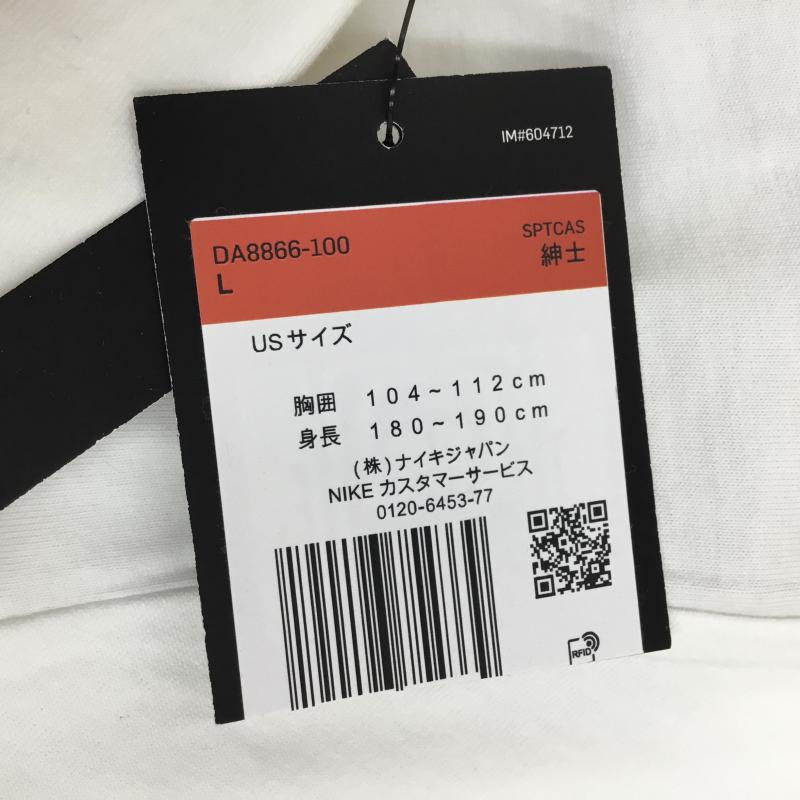 IM#604712
DA8866-100
SPTCAS
L
紳士
USサイズ
胸囲 104~112cm
身長 180~190cm
(株)ナイキジャパン
NIKE カスタマーサービス
0120-6453-77
RFID